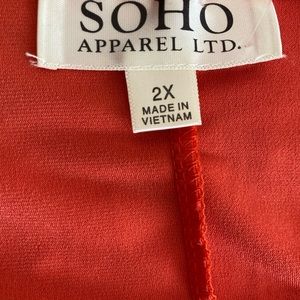 SOHO
APPAREL LTD.
2X
MADE IN
VIETNAM